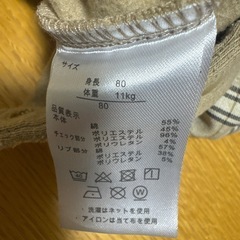 サイズ
身長 80
体重 11kg
80
品質表示
本体 綿 55%
ポリエステル 45%
チェック部分 ポリエステル 96%
ポリウレタン 4%
リブ部分 綿 57%
ポリエステル 38%
ポリウレタン 5%
・洗濯はネットを使用
・アイロンは当て布を使用